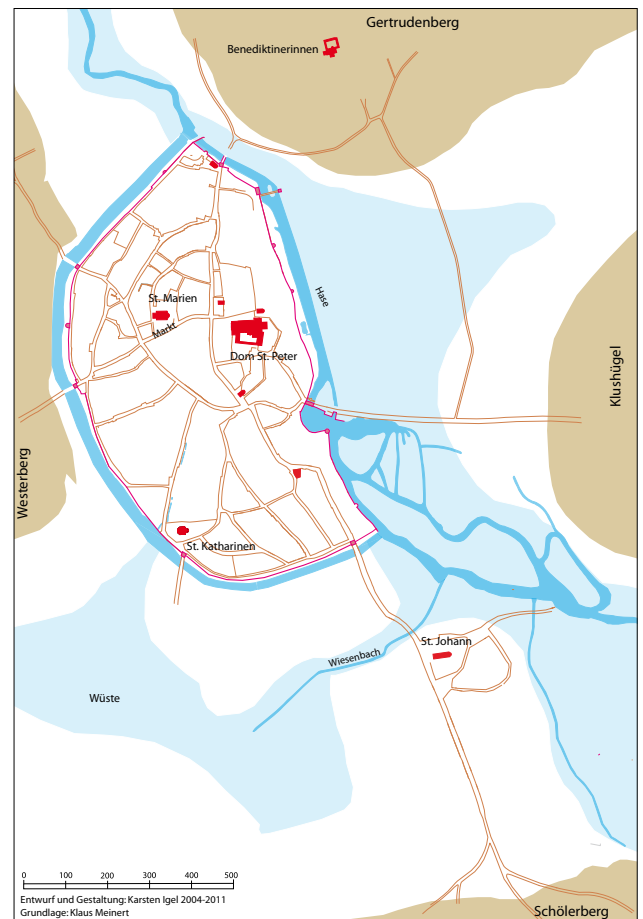 Gertrudenberg
Benediktinerinnen
Hase
St. Marien
Markt
Dom St. Peter
Klushügel
Westerberg
St. Katharinen
St. Johann
Wiesenbach
Wüste
0 100 200 300 400 500
Entwurf und Gestaltung: Karsten Igel 2004-2011
Grundlage: Klaus Meinert
Schölerberg